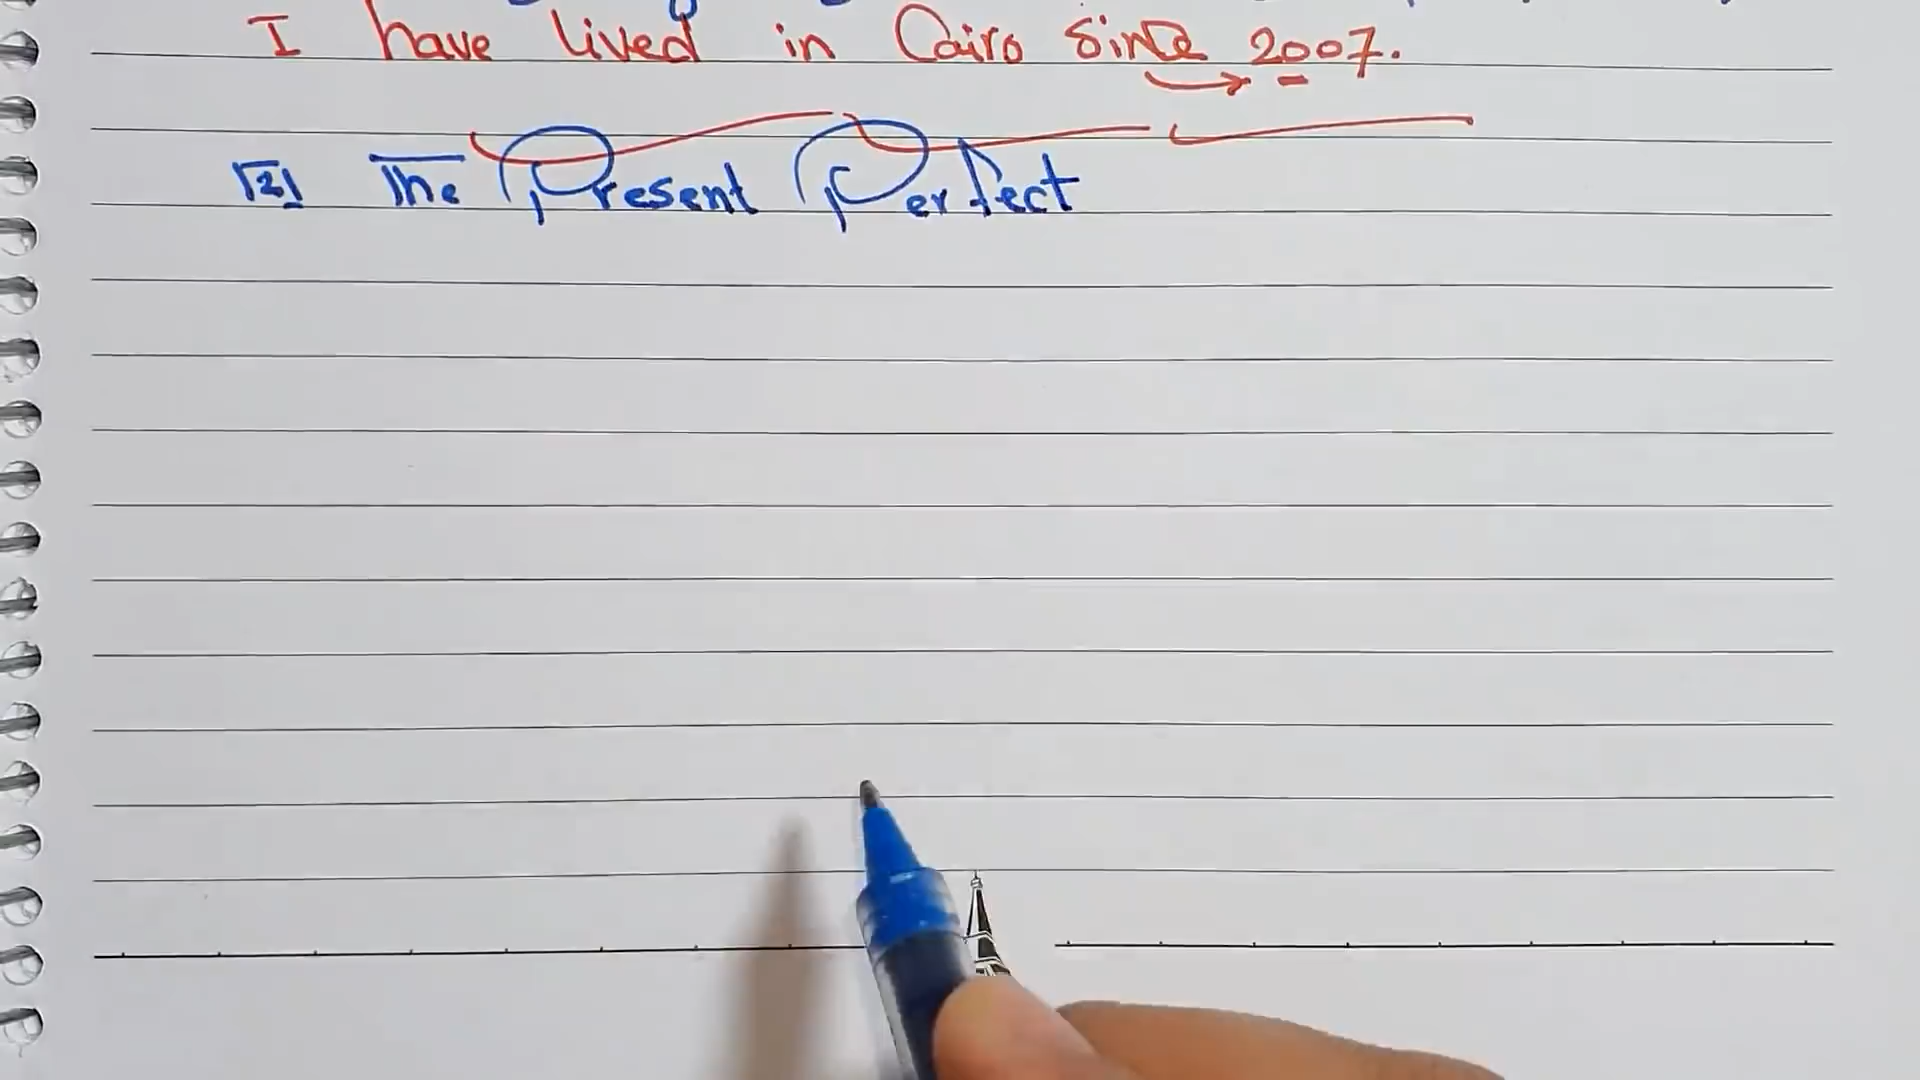 I have lived in Cairo since 2007.
[2] The Present Perfect